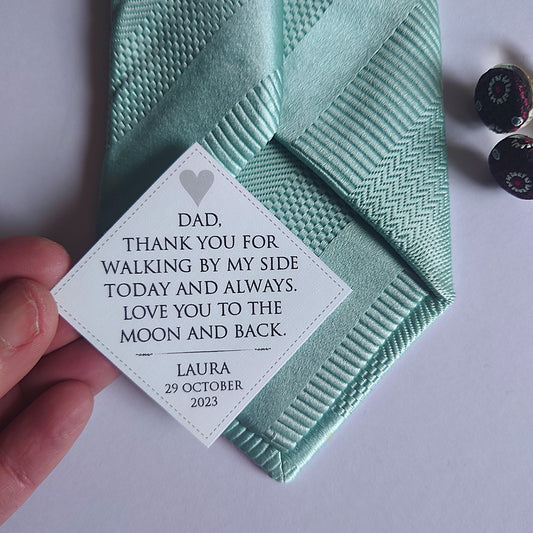 DAD,
THANK YOU FOR
WALKING BY MY SIDE
TODAY AND ALWAYS.
LOVE YOU TO THE
MOON AND BACK.
LAURA
29 OCTOBER
2023